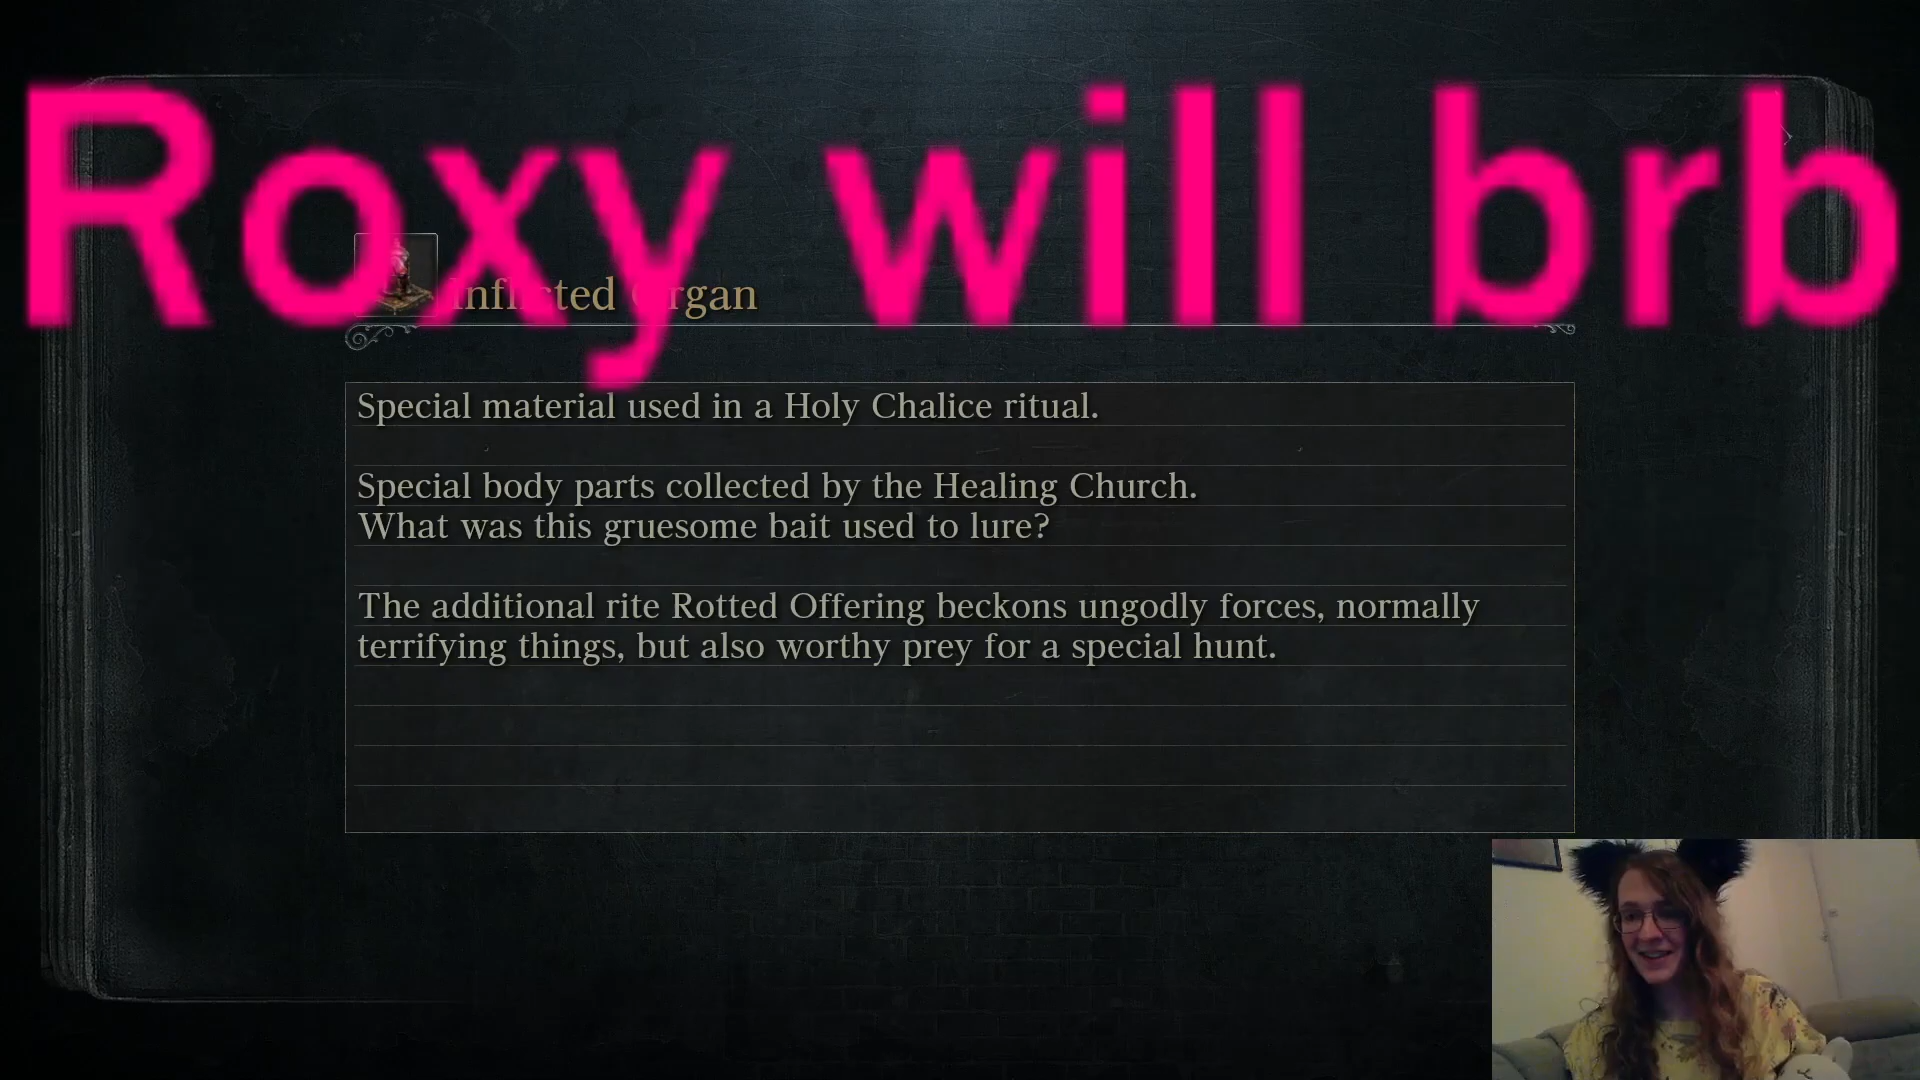 Roxy will brb
Inflicted Organ
Special material used in a Holy Chalice ritual.
Special body parts collected by the Healing Church.
What was this gruesome bait used to lure?
The additional rite Rotted Offering beckons ungodly forces, normally
terrifying things, but also worthy prey for a special hunt.